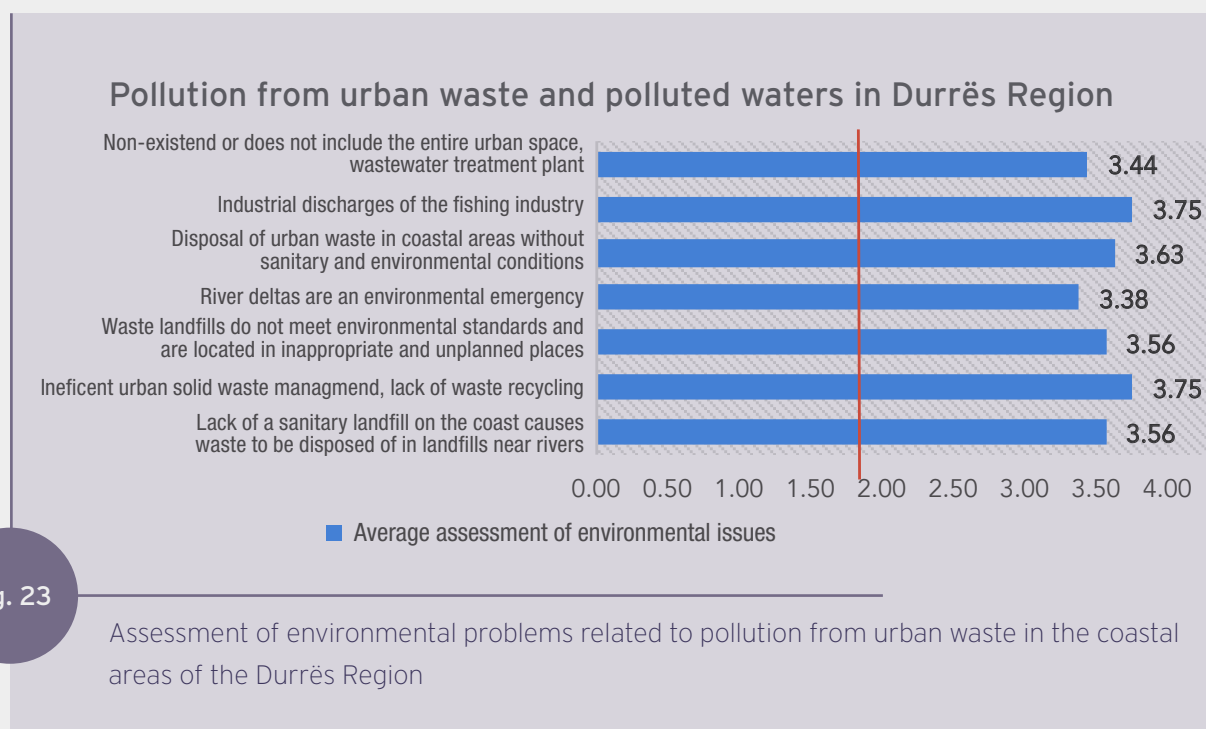 Pollution from urban waste and polluted waters in Durrës Region
Non-existend or does not include the entire urban space,
wastewater treatment plant
3.44
Industrial discharges of the fishing industry
3.75
Disposal of urban waste in coastal areas without
sanitary and environmental conditions
3.63
River deltas are an environmental emergency
3.38
Waste landfills do not meet environmental standards and
are located in inappropriate and unplanned places
3.56
Ineficent urban solid waste managmend, lack of waste recycling
3.75
Lack of a sanitary landfill on the coast causes
waste to be disposed of in landfills near rivers
3.56
0.00 0.50 1.00 1.50 2.00 2.50 3.00 3.50 4.00
Average assessment of environmental issues
g. 23
Assessment of environmental problems related to pollution from urban waste in the coastal
areas of the Durrës Region